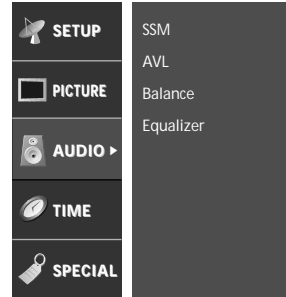 SETUP
PICTURE
AUDIO ▸
TIME
SPECIAL
SSM
AVL
Balance
Equalizer